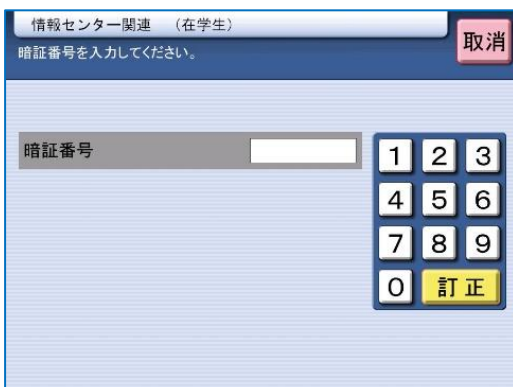 情報センター関連　（在学生）
取消
暗証番号を入力してください。
暗証番号
1 2 3
4 5 6
7 8 9
0 訂正